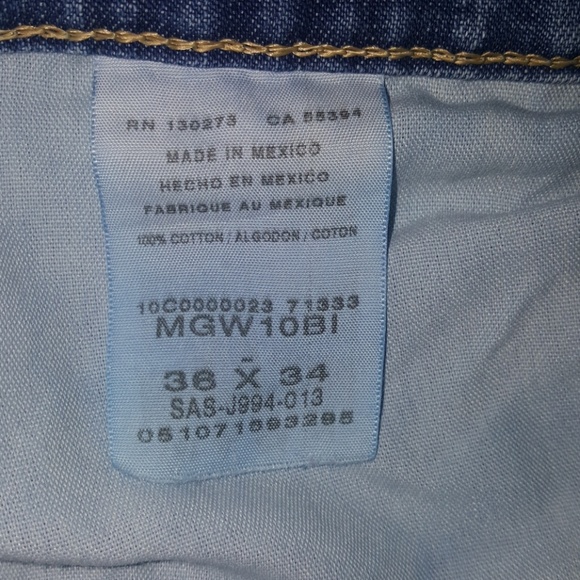 RN 130273 CA 55394
MADE IN MEXICO
HECHO EN MEXICO
FABRIQUE AU MEXIQUE
100% COTTON / ALGODON / COTON
10C0000023 71333
MGW10BI
36 X 34
SAS-J994-013
051071693295